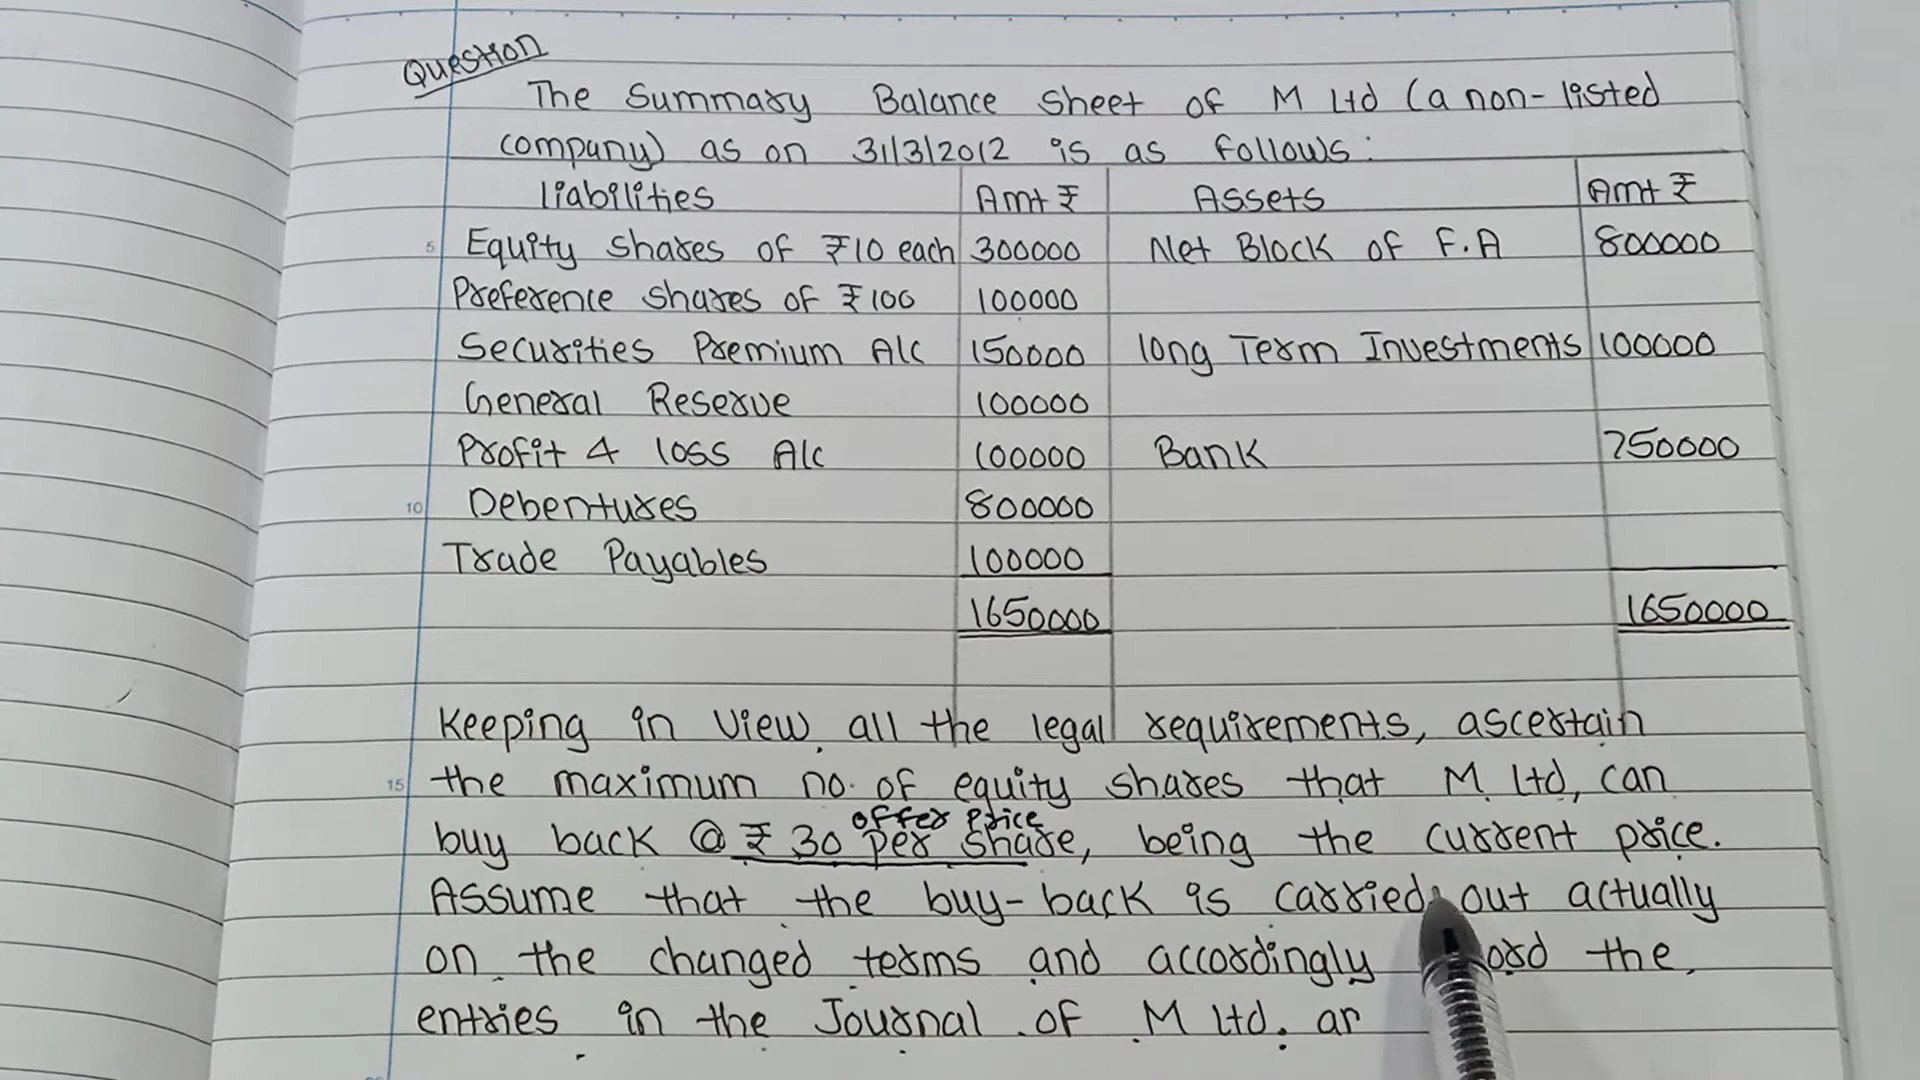 Question
The Summary Balance Sheet of M Ltd (a non-listed
company) as on 31/3/2012 is as follows:
Liabilities Amt ₹ Assets Amt ₹
5 Equity Shares of ₹10 each 300000 Net Block of F.A 800000
Preference Shares of ₹100 100000
Securities Premium A/c 150000 Long Term Investments 100000
General Reserve 100000
Profit & Loss A/c 100000 Bank 750000
10 Debentures 800000
Trade Payables 100000
1650000 1650000
Keeping in view all the legal requirements, ascertain
15 the maximum no. of equity shares that M Ltd, can
offer Price
buy back @ ₹ 30 per share, being the current price.
Assume that the buy-back is carried out actually
on the changed terms and accordingly the
entries in the Journal of M Ltd.